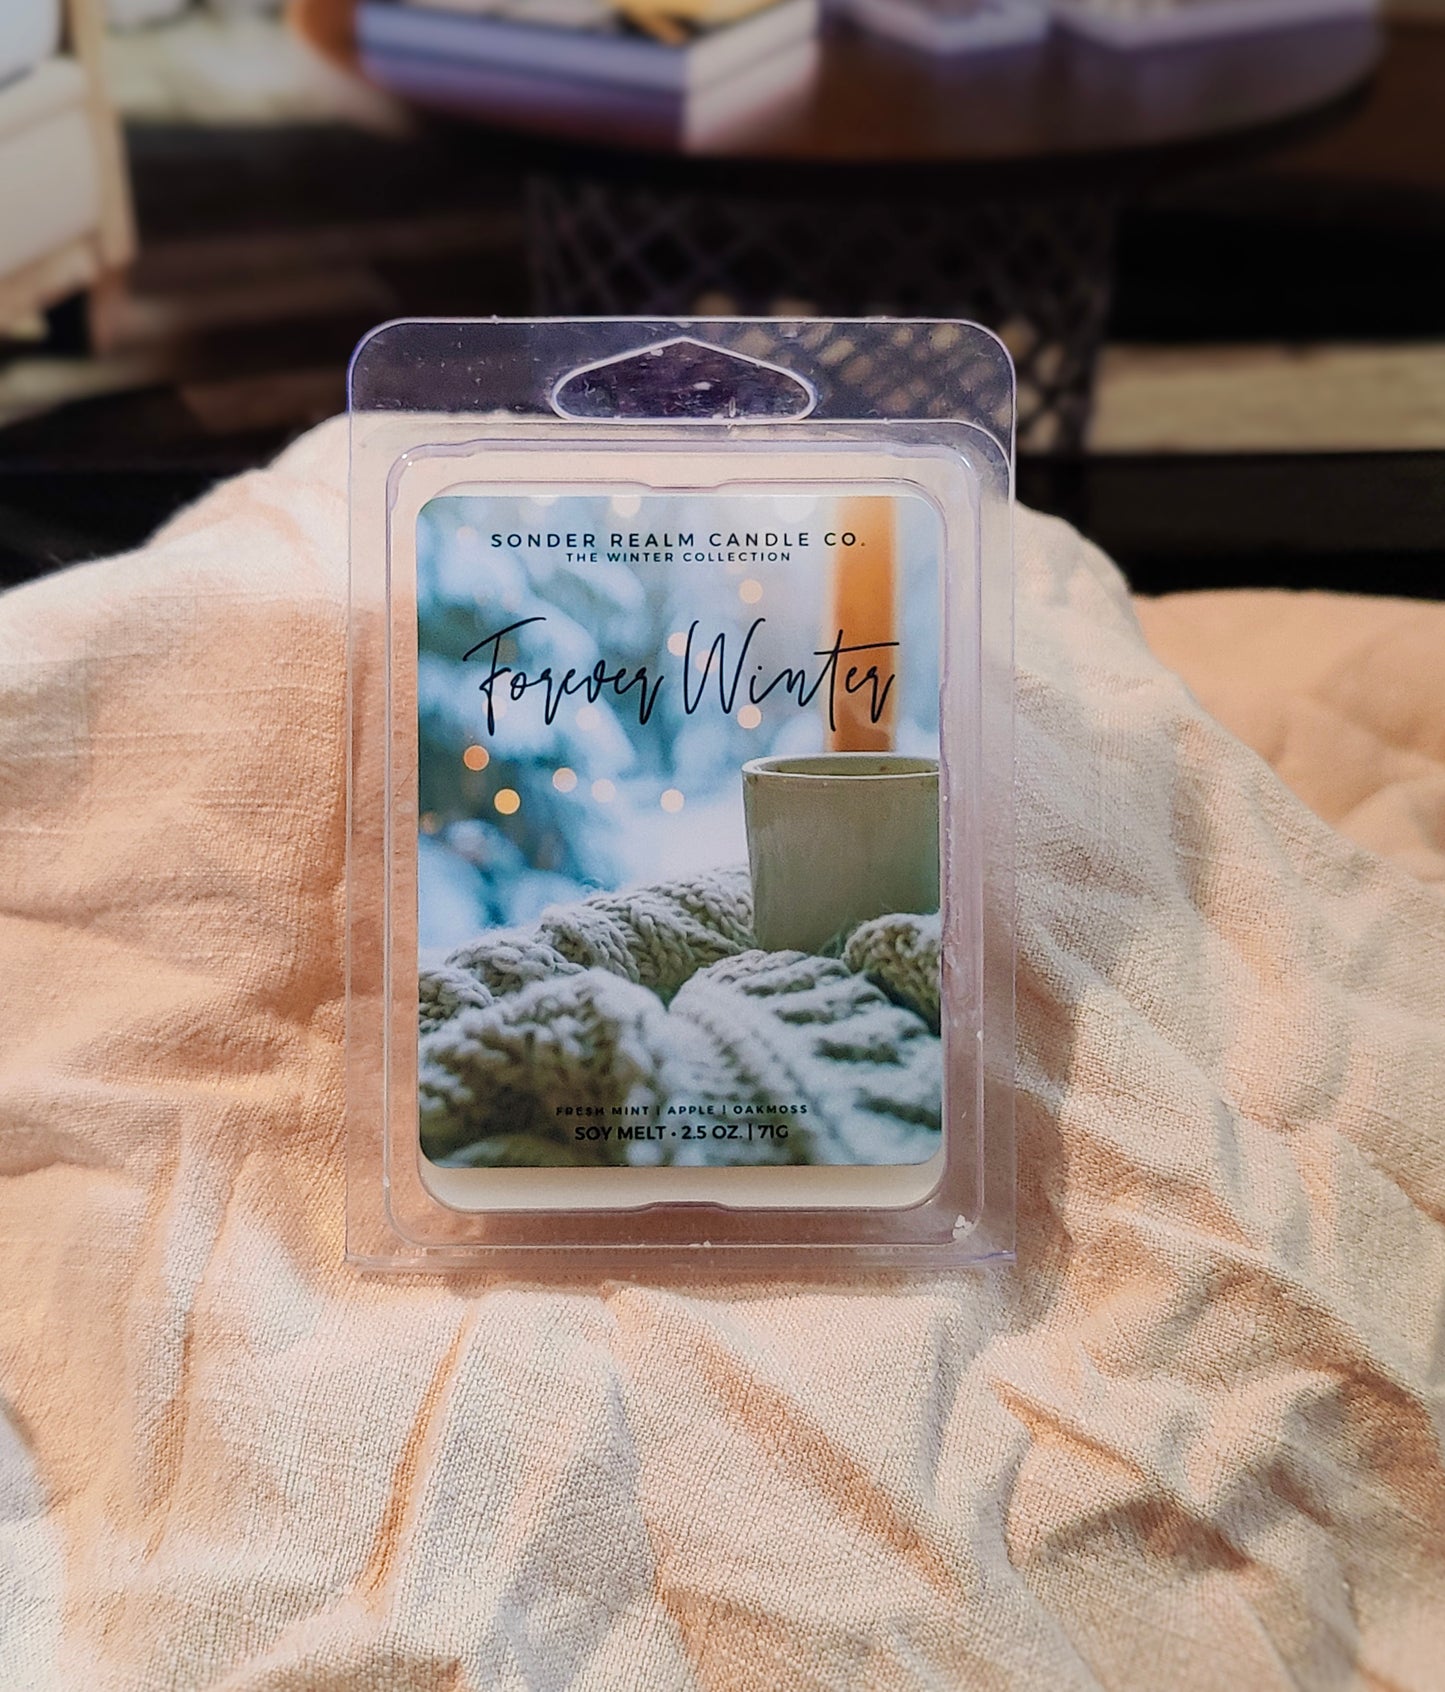 SONDER REALM CANDLE CO.
THE WINTER COLLECTION
Forever Winter
FRESH MINT | APPLE | OAKMOSS
SOY MELT • 2.5 OZ. | 71G